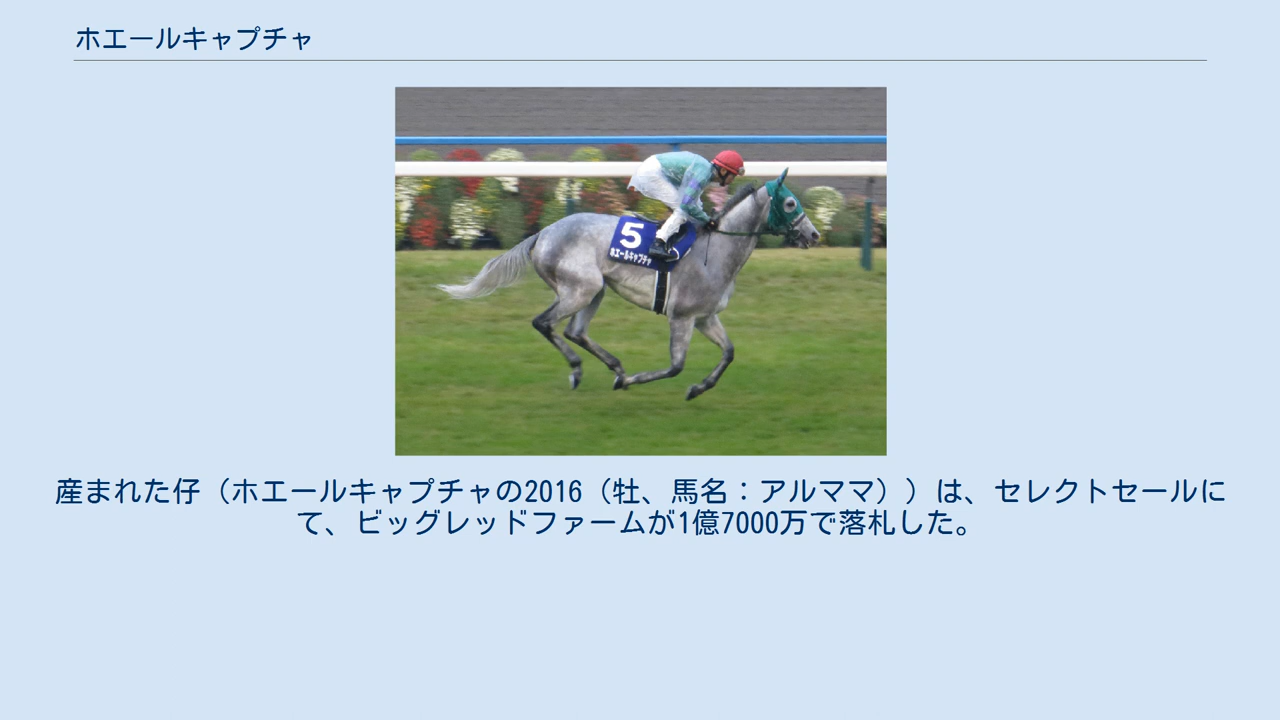 ホエールキャプチャ
5
ホエールキャプチャ
産まれた仔（ホエールキャプチャの2016（牡、馬名：アルママ））は、セレクトセールに
て、ビッグレッドファームが1億7000万で落札した。